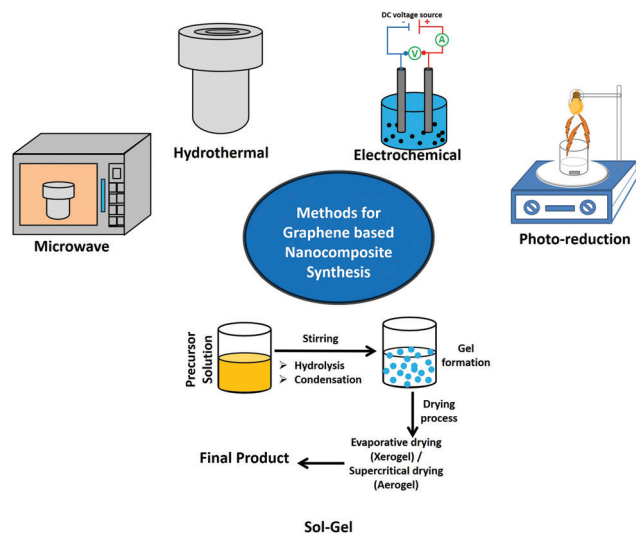 DC voltage source
- +
A
V
Hydrothermal
Electrochemical
Microwave
Photo-reduction
Methods for
Graphene based
Nanocomposite
Synthesis
Precursor
Solution
Stirring
➢ Hydrolysis
➢ Condensation
Gel
formation
Drying
process
Evaporative drying
(Xerogel) /
Supercritical drying
(Aerogel)
Final Product
Sol-Gel